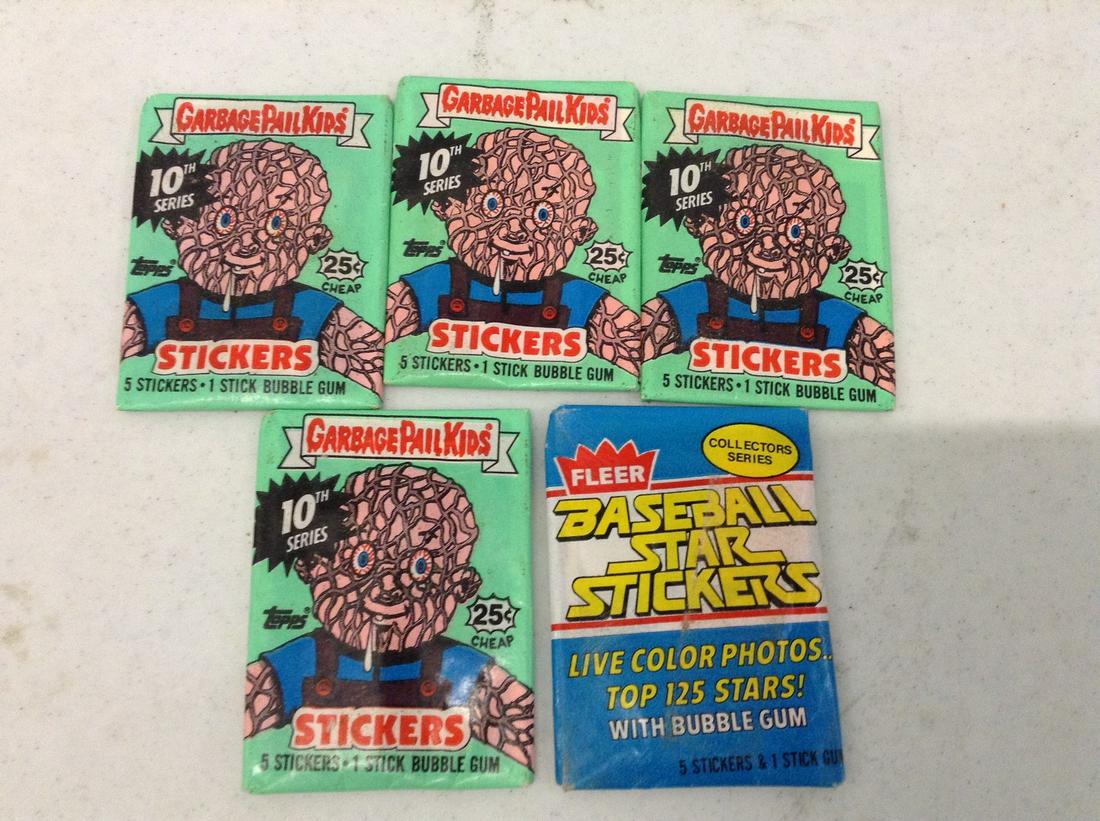 GARBAGE PAIL KIDS
10TH
SERIES
Topps
25¢
CHEAP
STICKERS
5 STICKERS • 1 STICK BUBBLE GUM
GARBAGE PAIL KIDS
10TH
SERIES
Topps
25¢
CHEAP
STICKERS
5 STICKERS • 1 STICK BUBBLE GUM
GARBAGE PAIL KIDS
10TH
SERIES
Topps
25¢
CHEAP
STICKERS
5 STICKERS • 1 STICK BUBBLE GUM
GARBAGE PAIL KIDS
10TH
SERIES
Topps
25¢
CHEAP
STICKERS
5 STICKERS • 1 STICK BUBBLE GUM
COLLECTORS
SERIES
FLEER
BASEBALL
STAR
STICKERS
LIVE COLOR PHOTOS..
TOP 125 STARS!
WITH BUBBLE GUM
5 STICKERS & 1 STICK GU